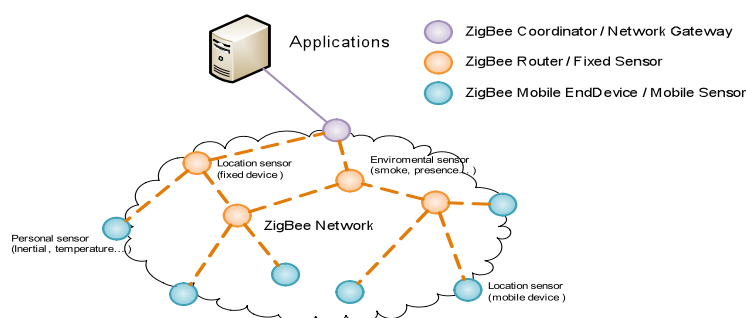 Applications
ZigBee Coordinator / Network Gateway
ZigBee Router / Fixed Sensor
ZigBee Mobile EndDevice / Mobile Sensor
Location sensor
(fixed device )
Enviromental sensor
(smoke, presence... )
ZigBee Network
Personal sensor
(Inertial , temperature... )
Location sensor
(mobile device )